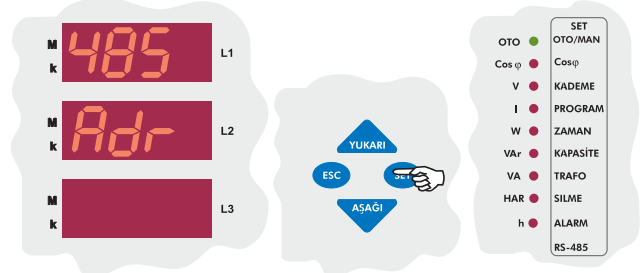 M
485
L1
k
M
Adr
L2
k
M
L3
k
YUKARI
ESC
SET
AŞAĞI
SET
OTO OTO/MAN
Cos φ Cosφ
V KADEME
I PROGRAM
W ZAMAN
VAr KAPASİTE
VA TRAFO
HAR SILME
h ALARM
RS-485